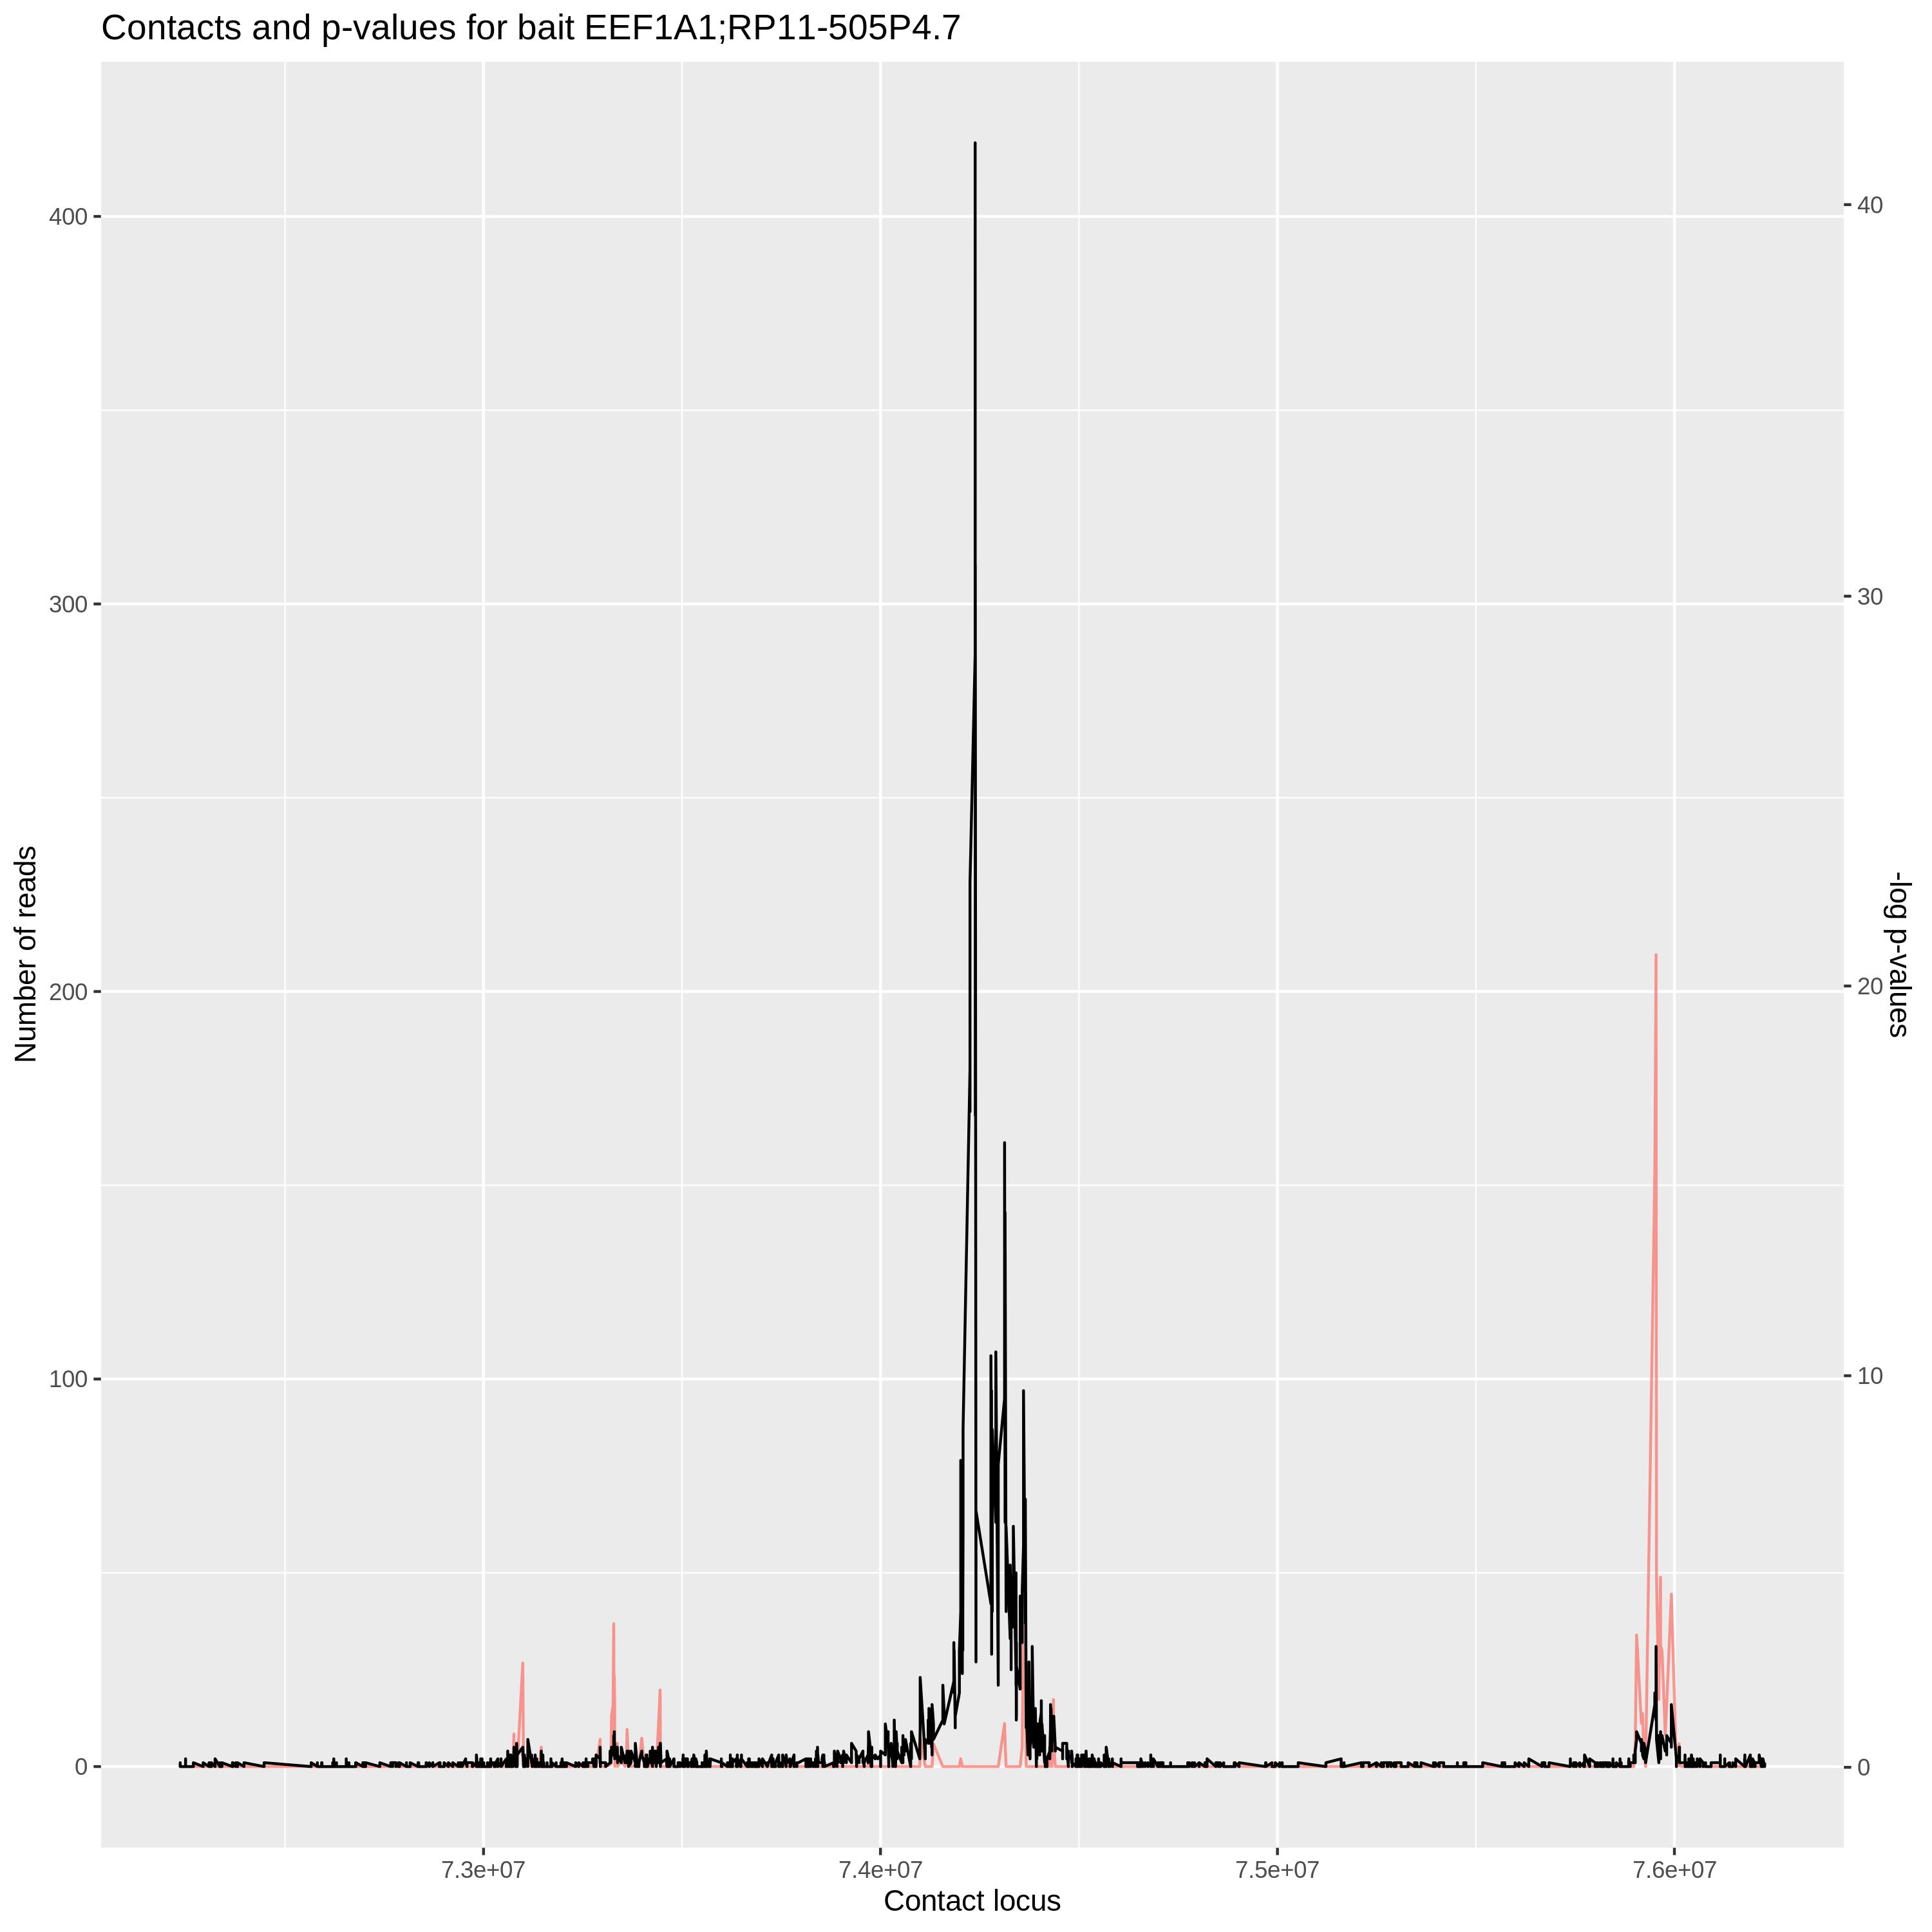 Contacts and p-values for bait EEF1A1;RP11-505P4.7
400
300
200
100
0
40
30
20
10
0
Number of reads
-log p-values
7.3e+07 7.4e+07 7.5e+07 7.6e+07
Contact locus